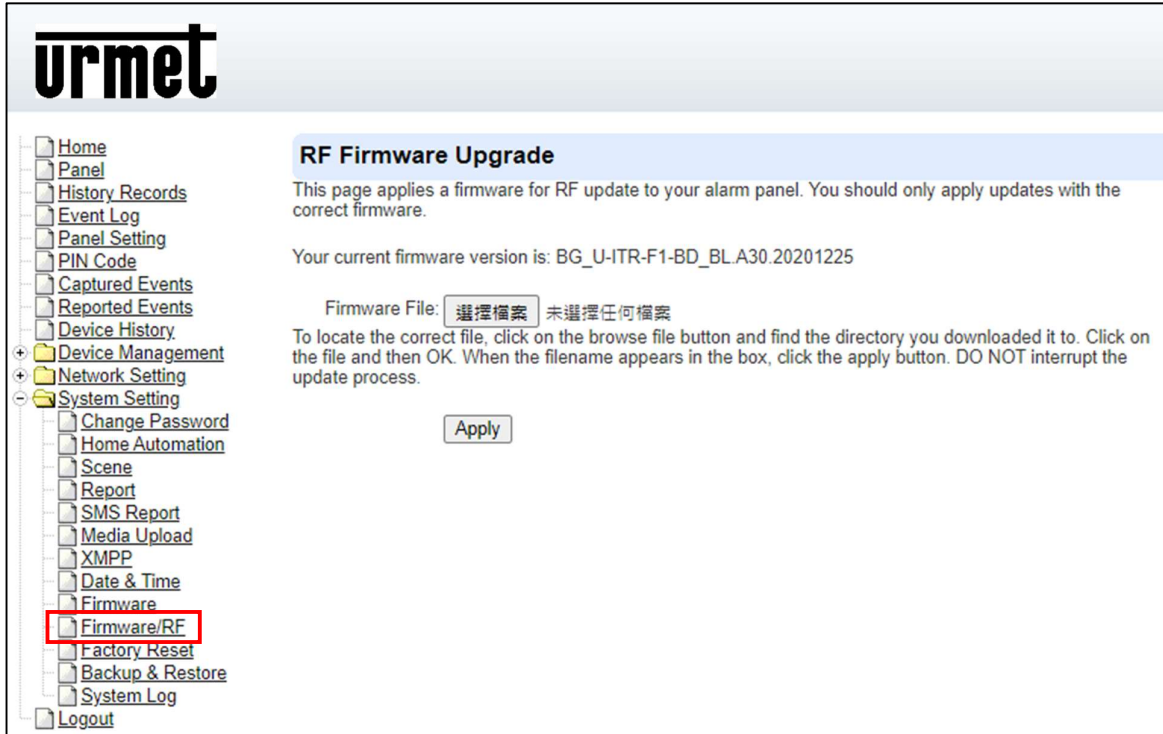 urmet
Home
Panel
History Records
Event Log
Panel Setting
PIN Code
Captured Events
Reported Events
Device History
Device Management
Network Setting
System Setting
Change Password
Home Automation
Scene
Report
SMS Report
Media Upload
XMPP
Date & Time
Firmware
Firmware/RF
Factory Reset
Backup & Restore
System Log
Logout
RF Firmware Upgrade
This page applies a firmware for RF update to your alarm panel. You should only apply updates with the
correct firmware.
Your current firmware version is: BG_U-ITR-F1-BD_BL.A30.20201225
Firmware File: 選擇檔案 未選擇任何檔案
To locate the correct file, click on the browse file button and find the directory you downloaded it to. Click on
the file and then OK. When the filename appears in the box, click the apply button. DO NOT interrupt the
update process.
Apply